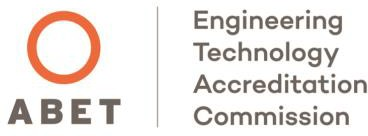 ABET
Engineering
Technology
Accreditation
Commission